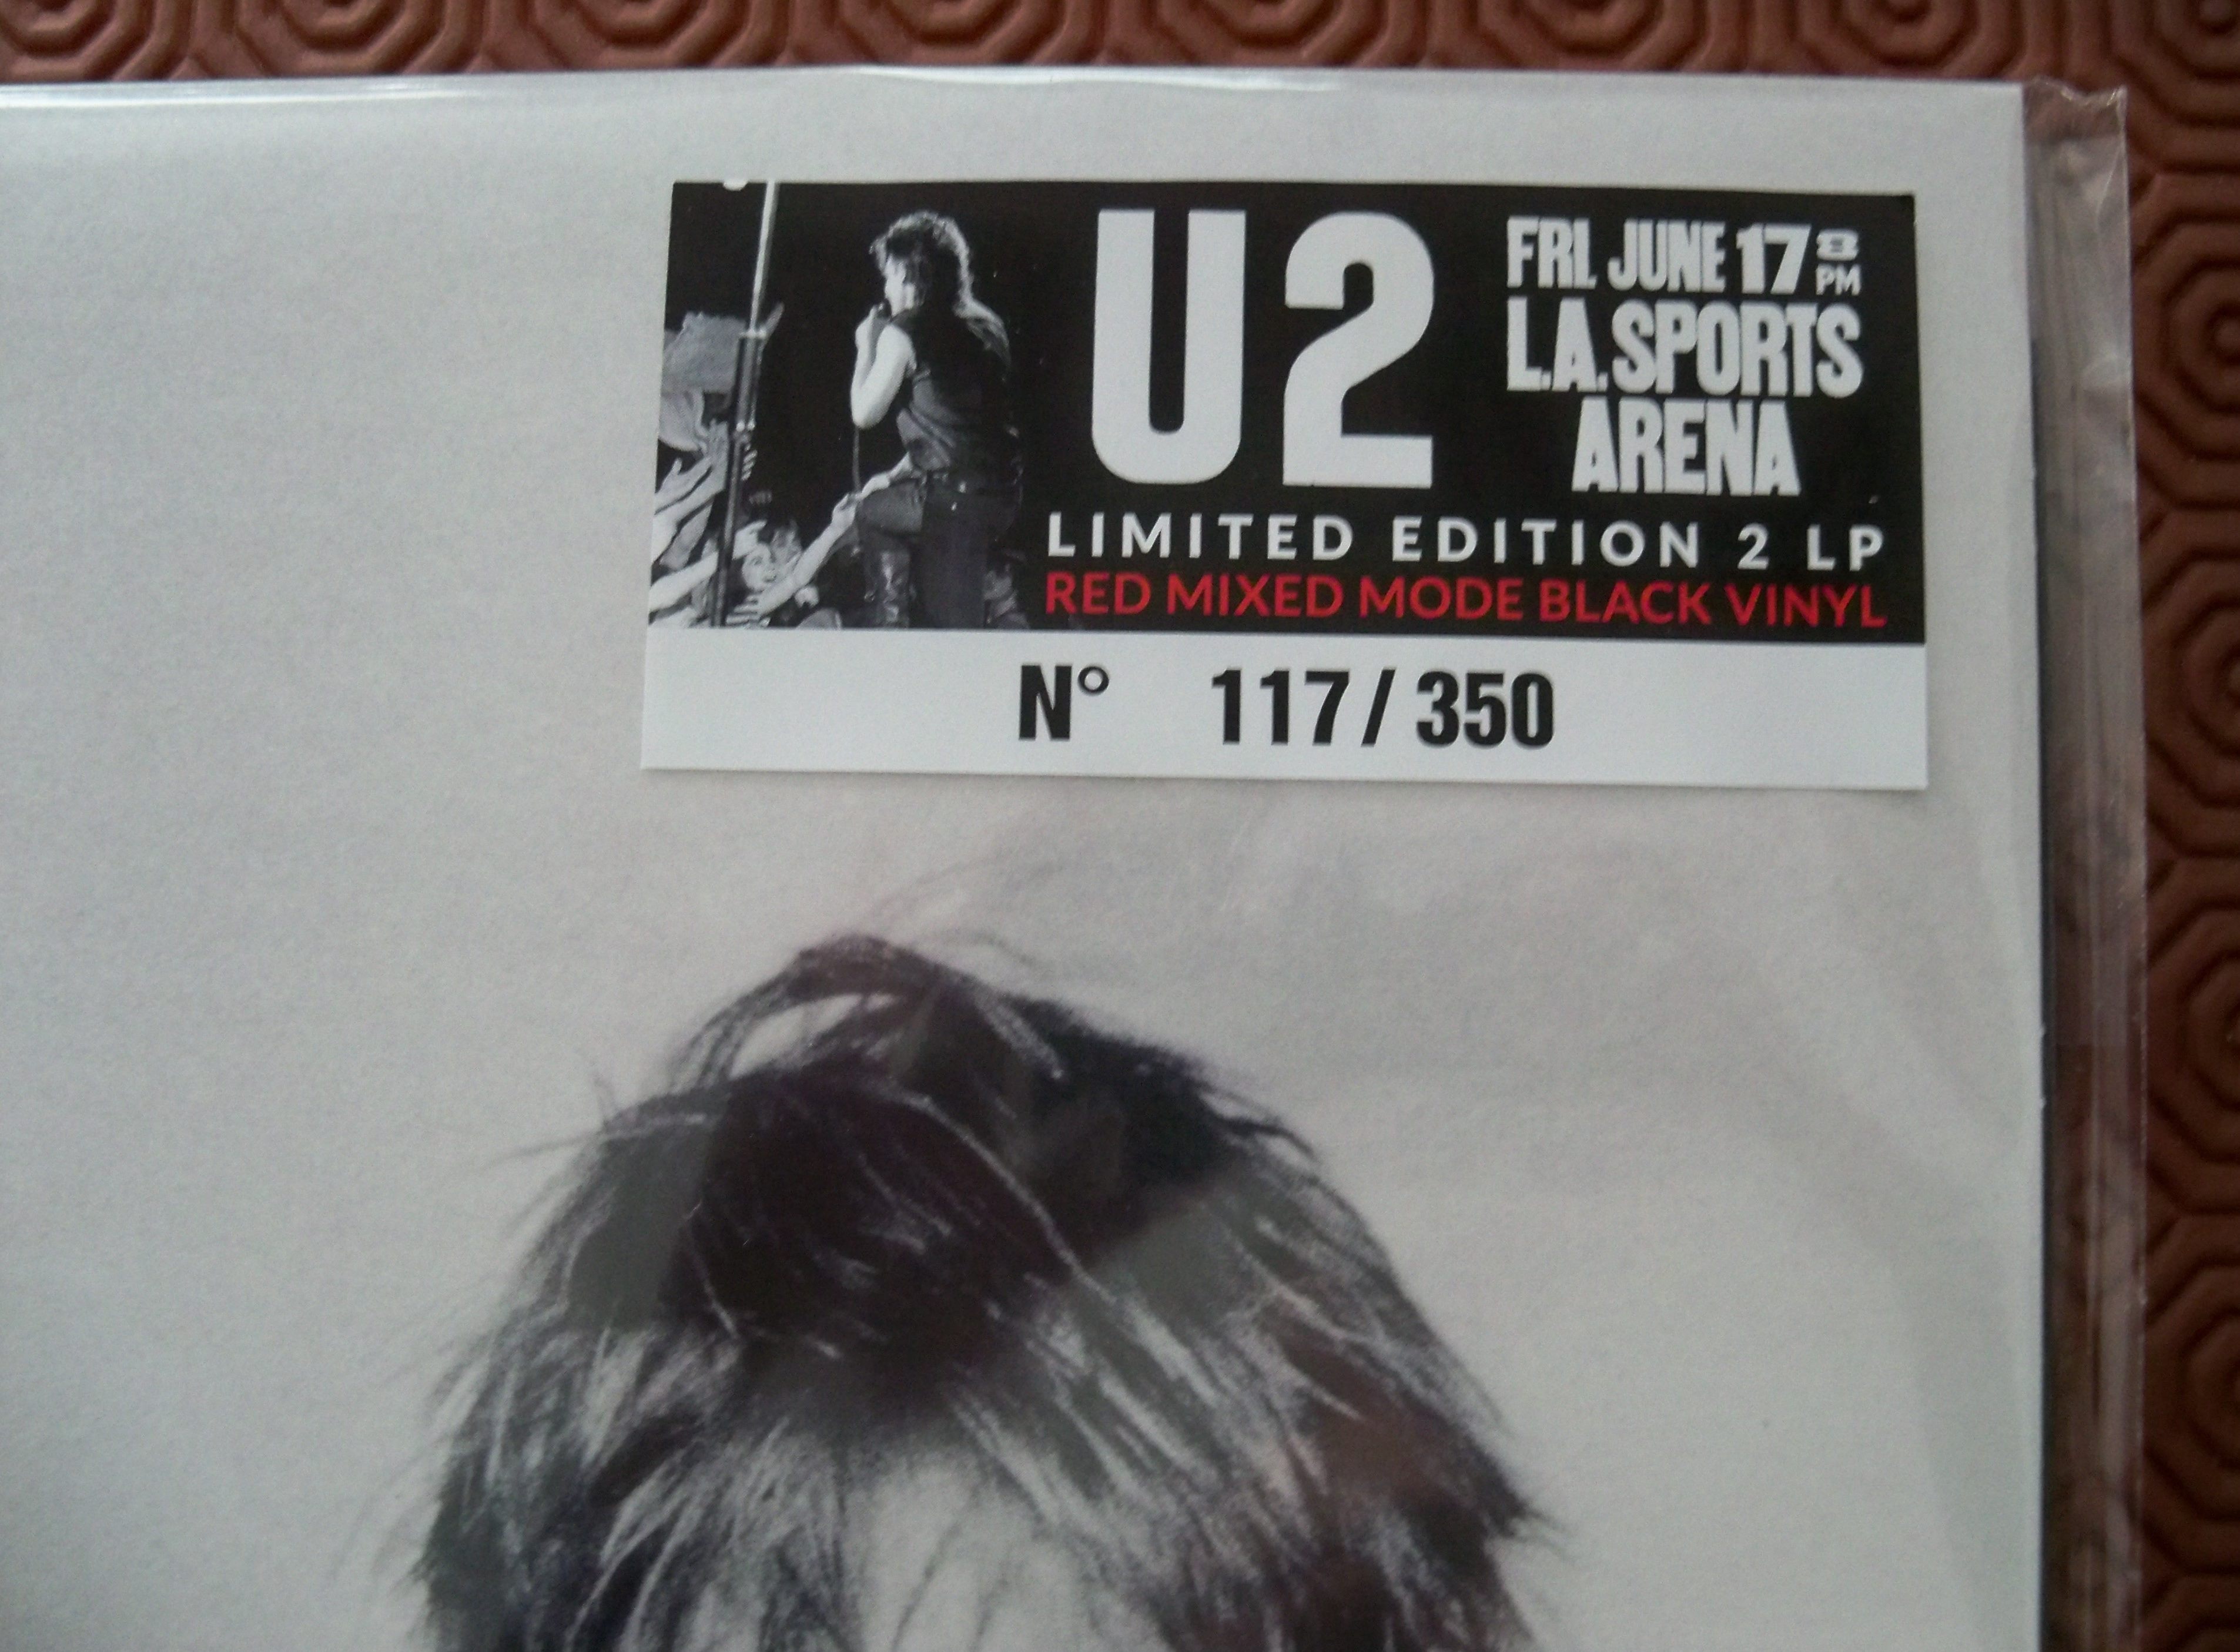 U2
FRI. JUNE 17 8 PM
L.A. SPORTS
ARENA
LIMITED EDITION 2 LP
RED MIXED MODE BLACK VINYL
N° 117/350